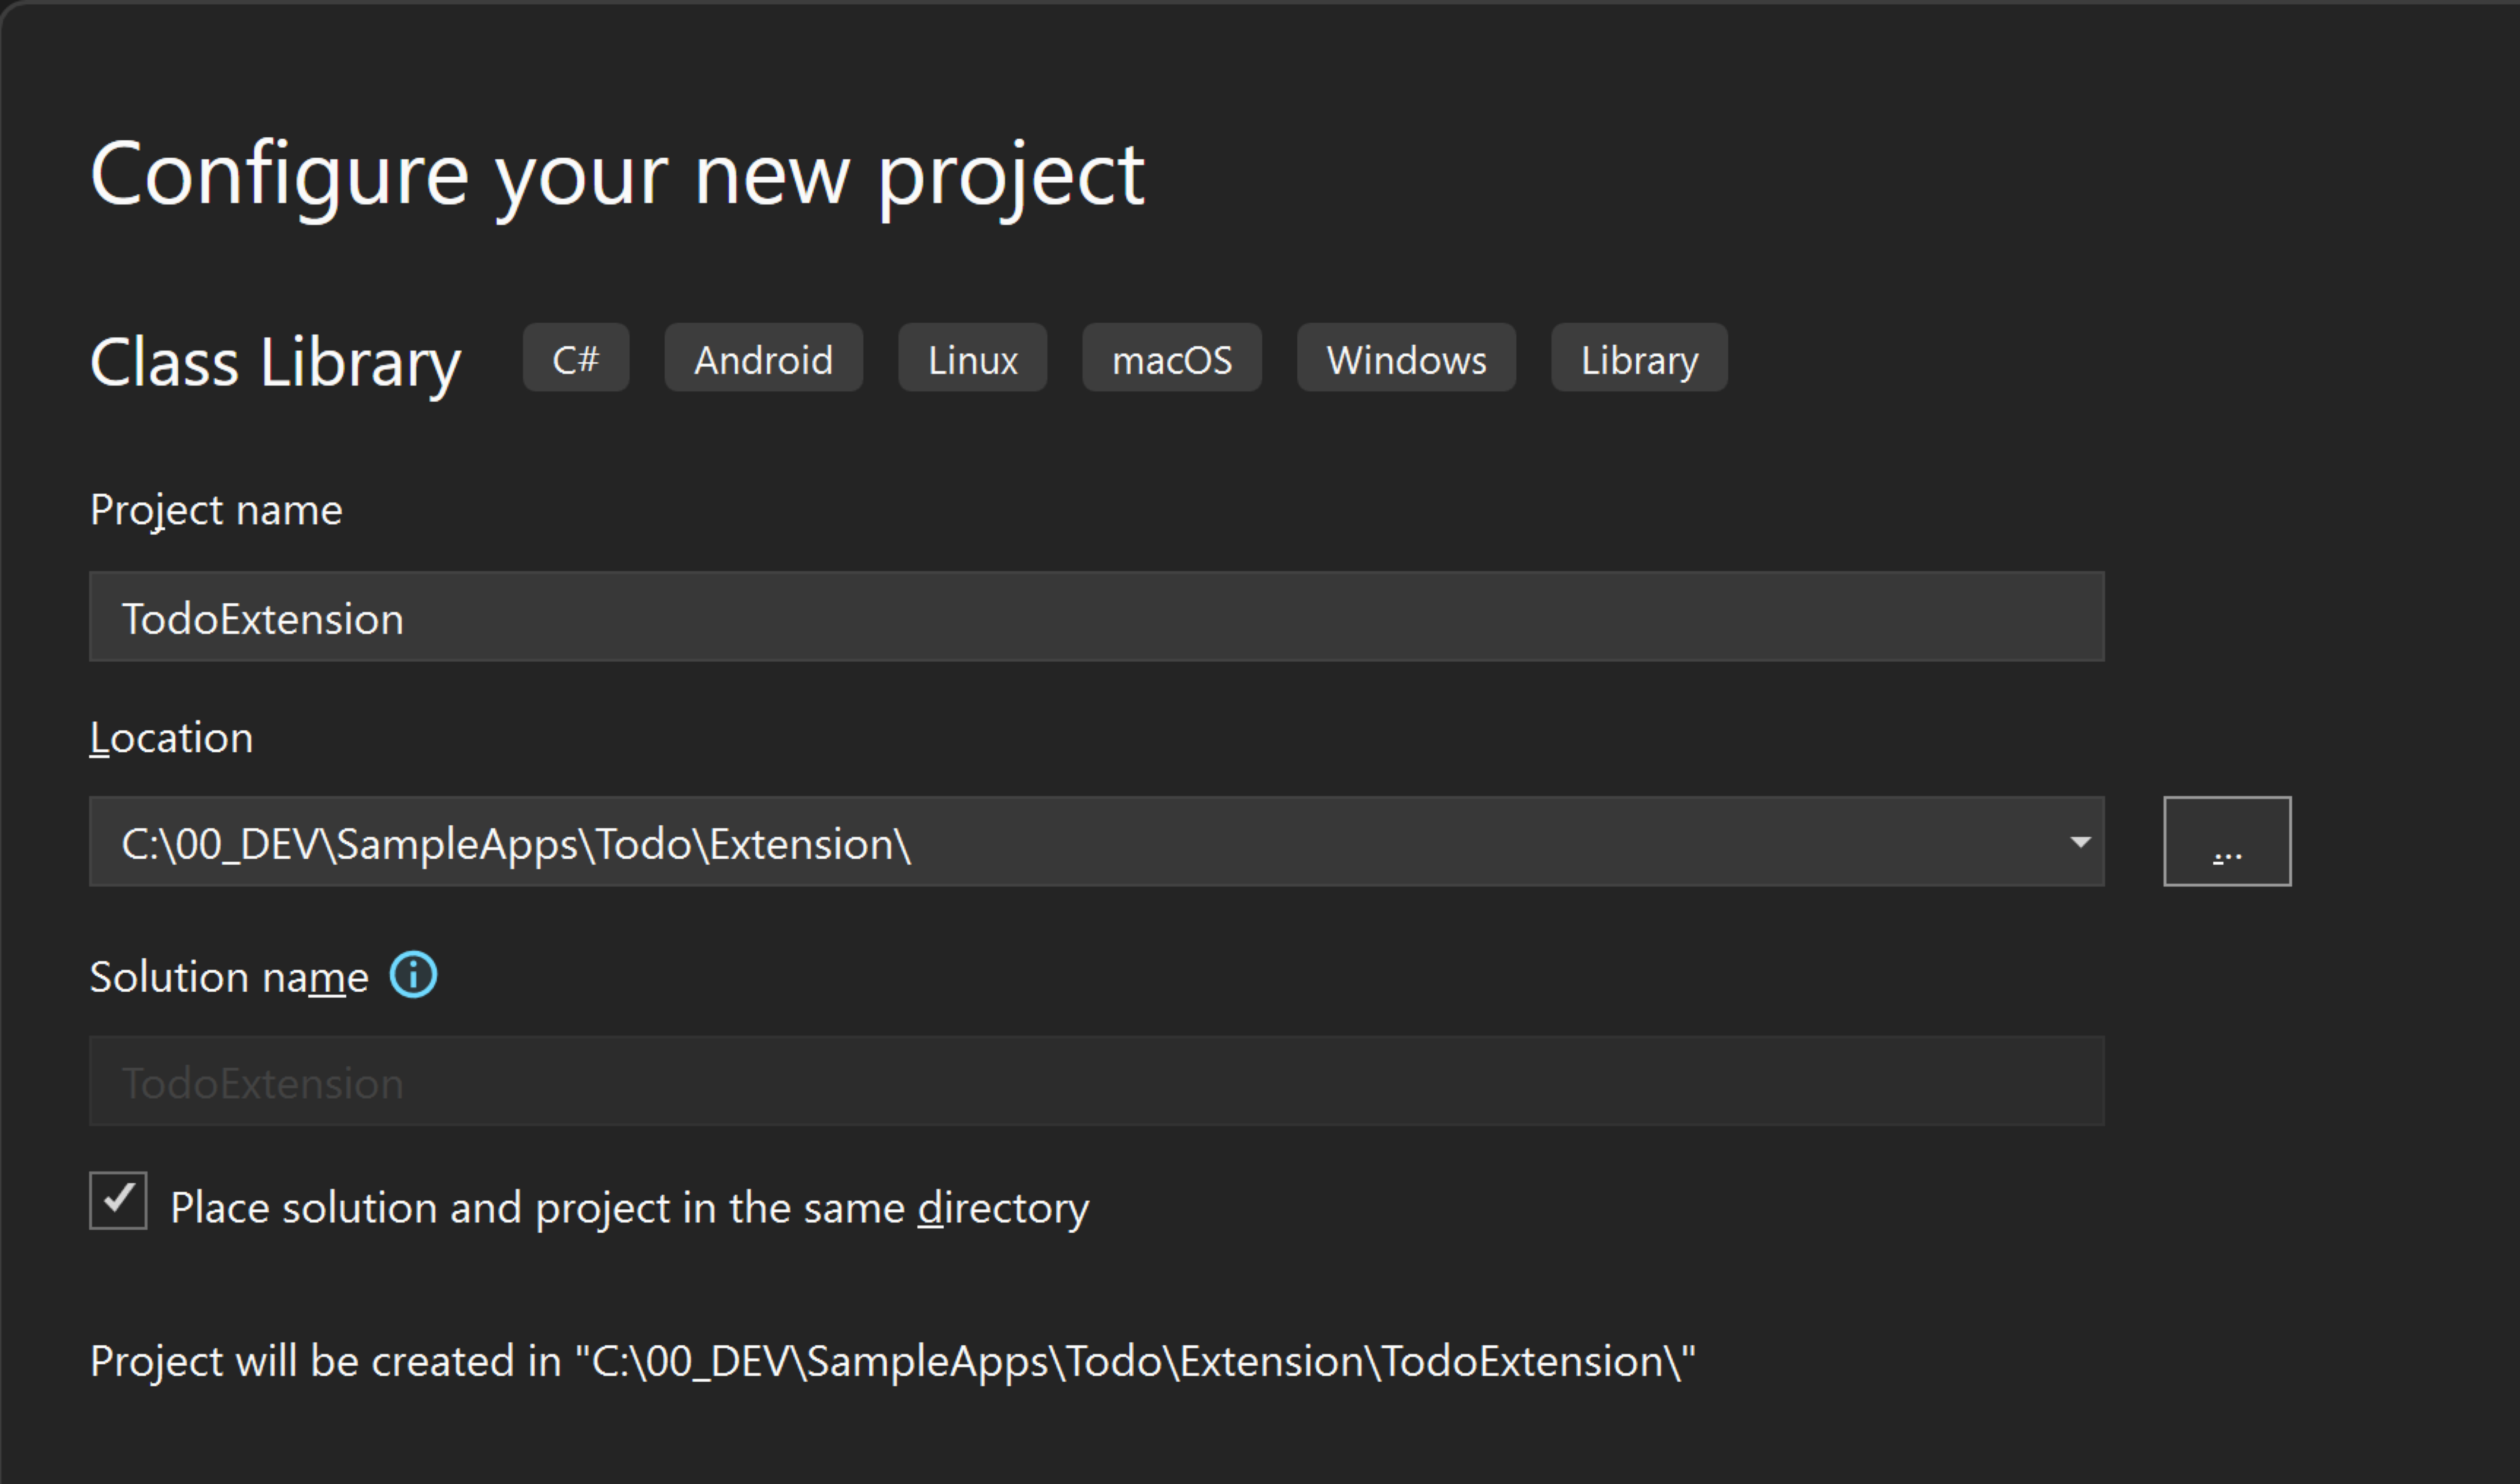 Configure your new project
Class Library C# Android Linux macOS Windows Library
Project name
TodoExtension
Location
C:\00_DEV\SampleApps\Todo\Extension\
...
Solution name
TodoExtension
Place solution and project in the same directory
Project will be created in "C:\00_DEV\SampleApps\Todo\Extension\TodoExtension\"